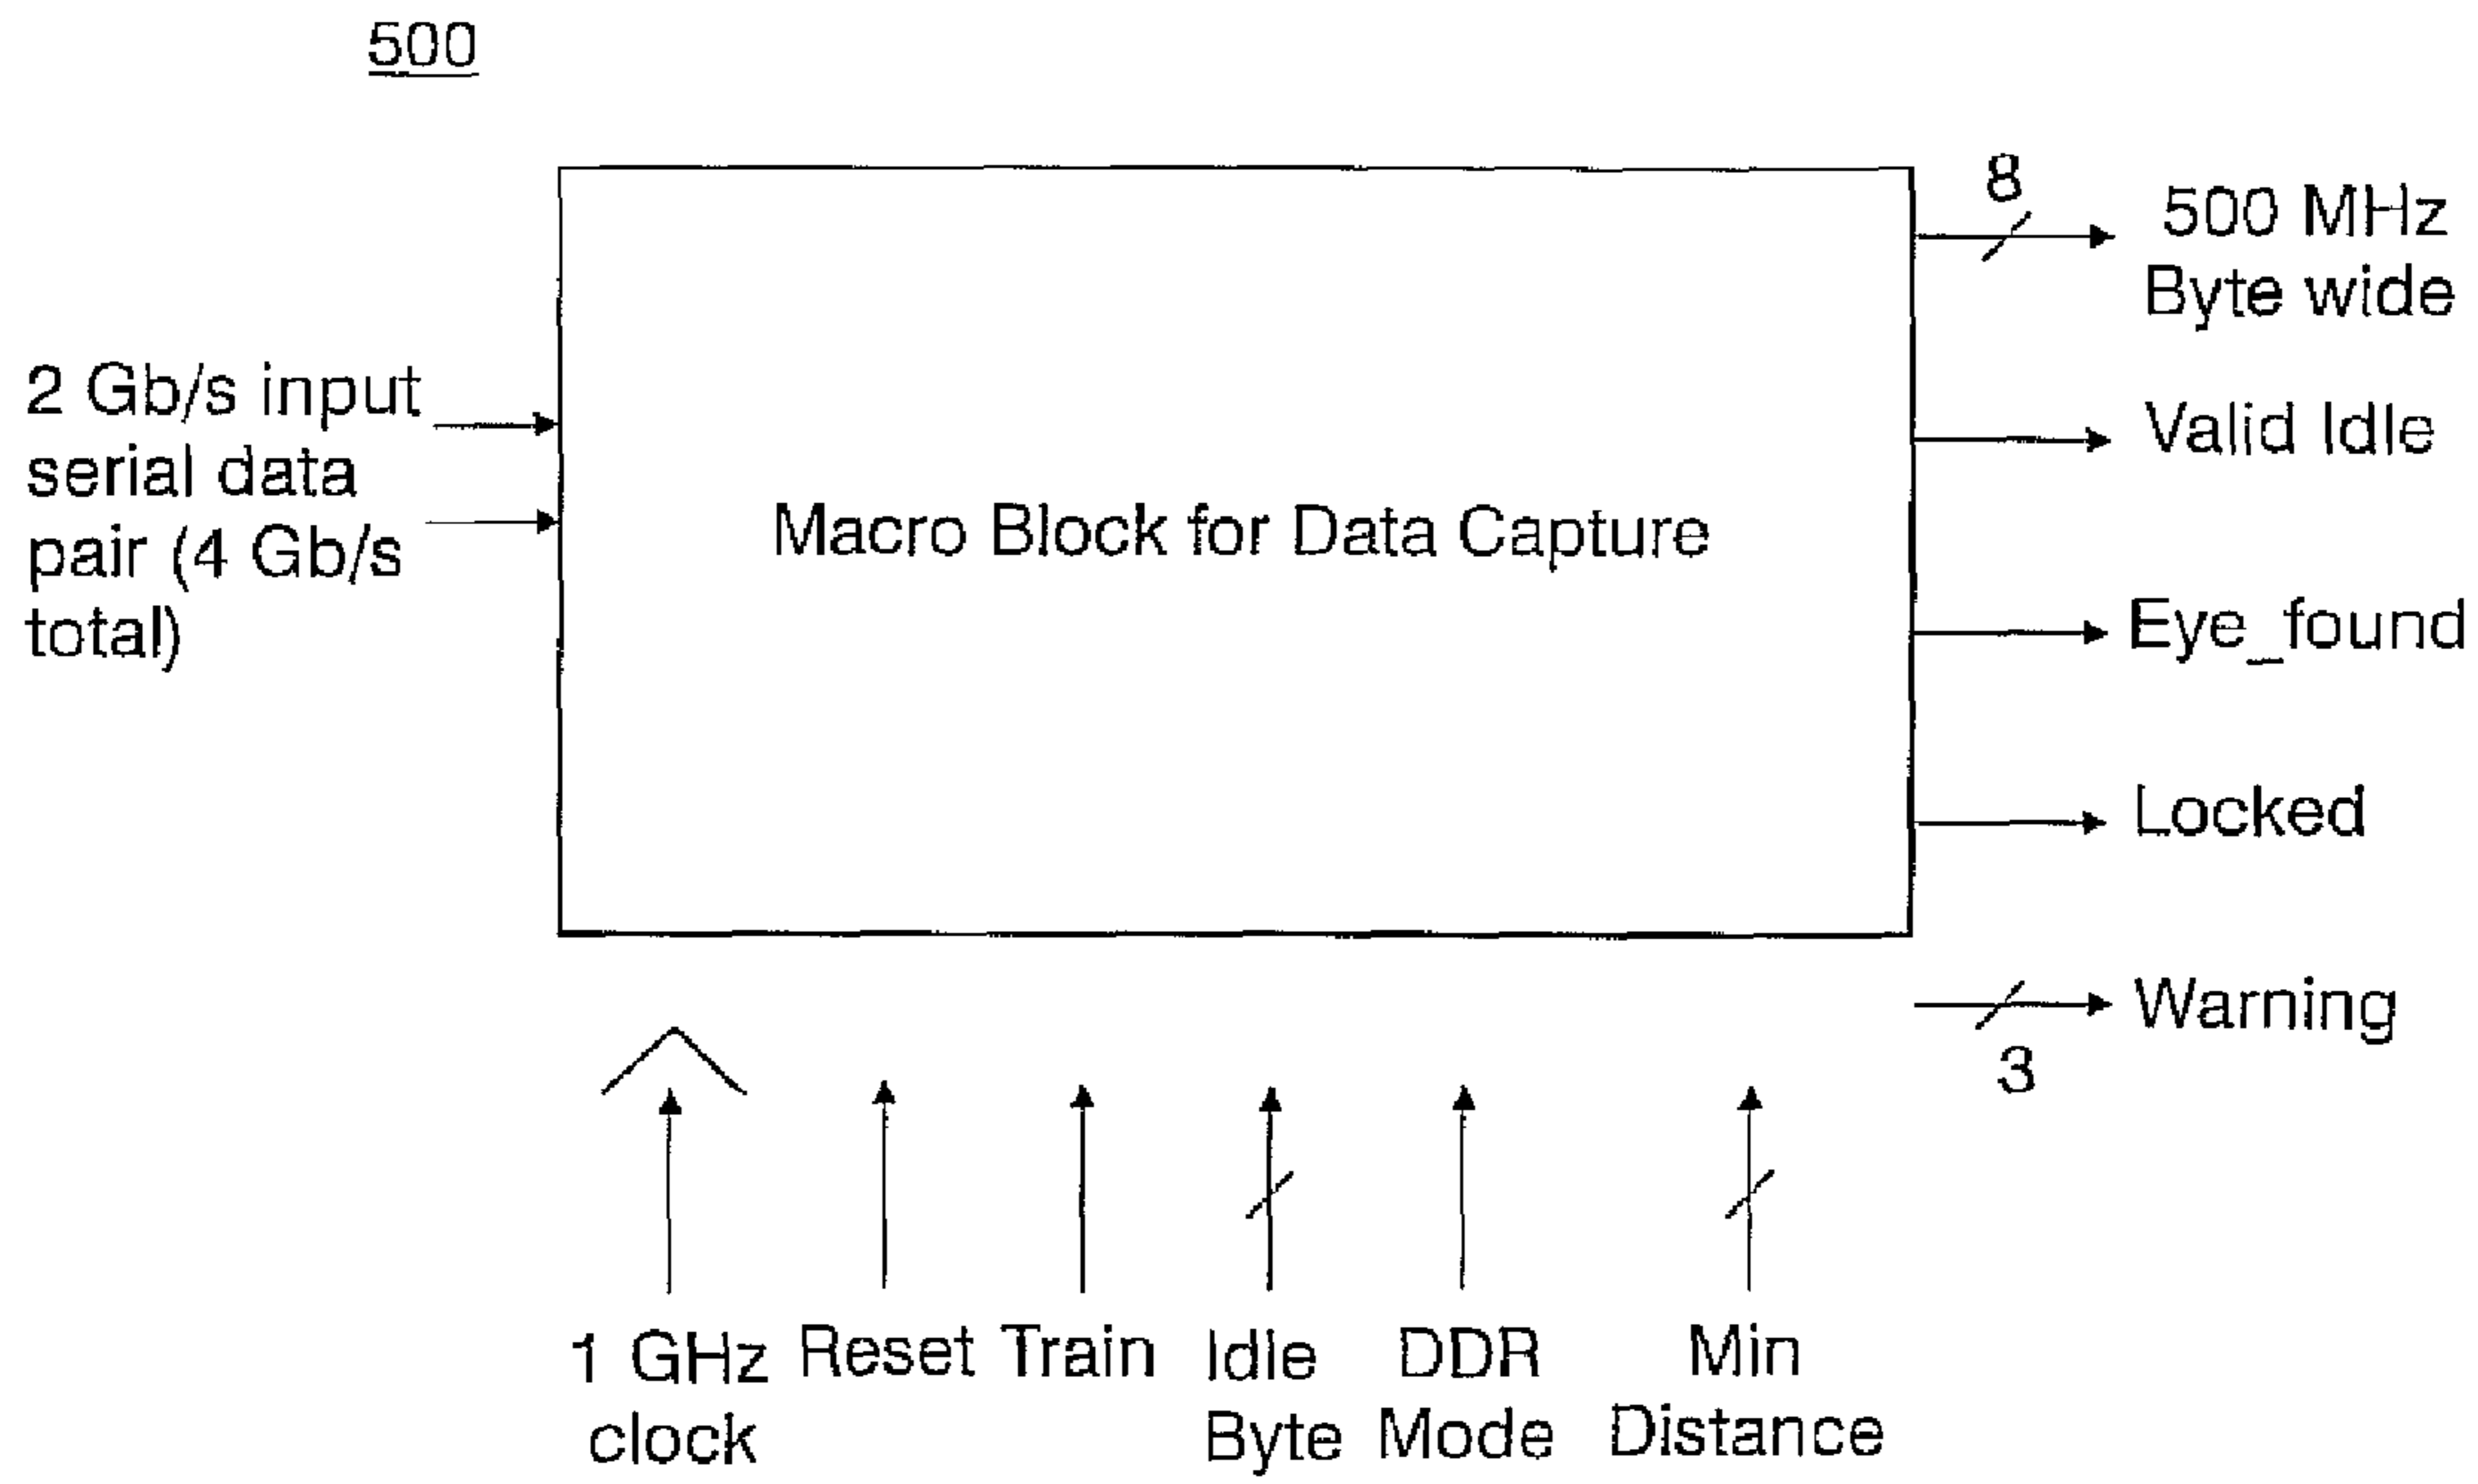 500
8
500 MHz
Byte wide
2 Gb/s input
serial data
pair (4 Gb/s
total)
Macro Block for Data Capture
Valid Idle
Eye_found
Locked
Warning
3
1 GHz
clock
Reset
Train
Idle
Byte
DDR
Mode
Min
Distance